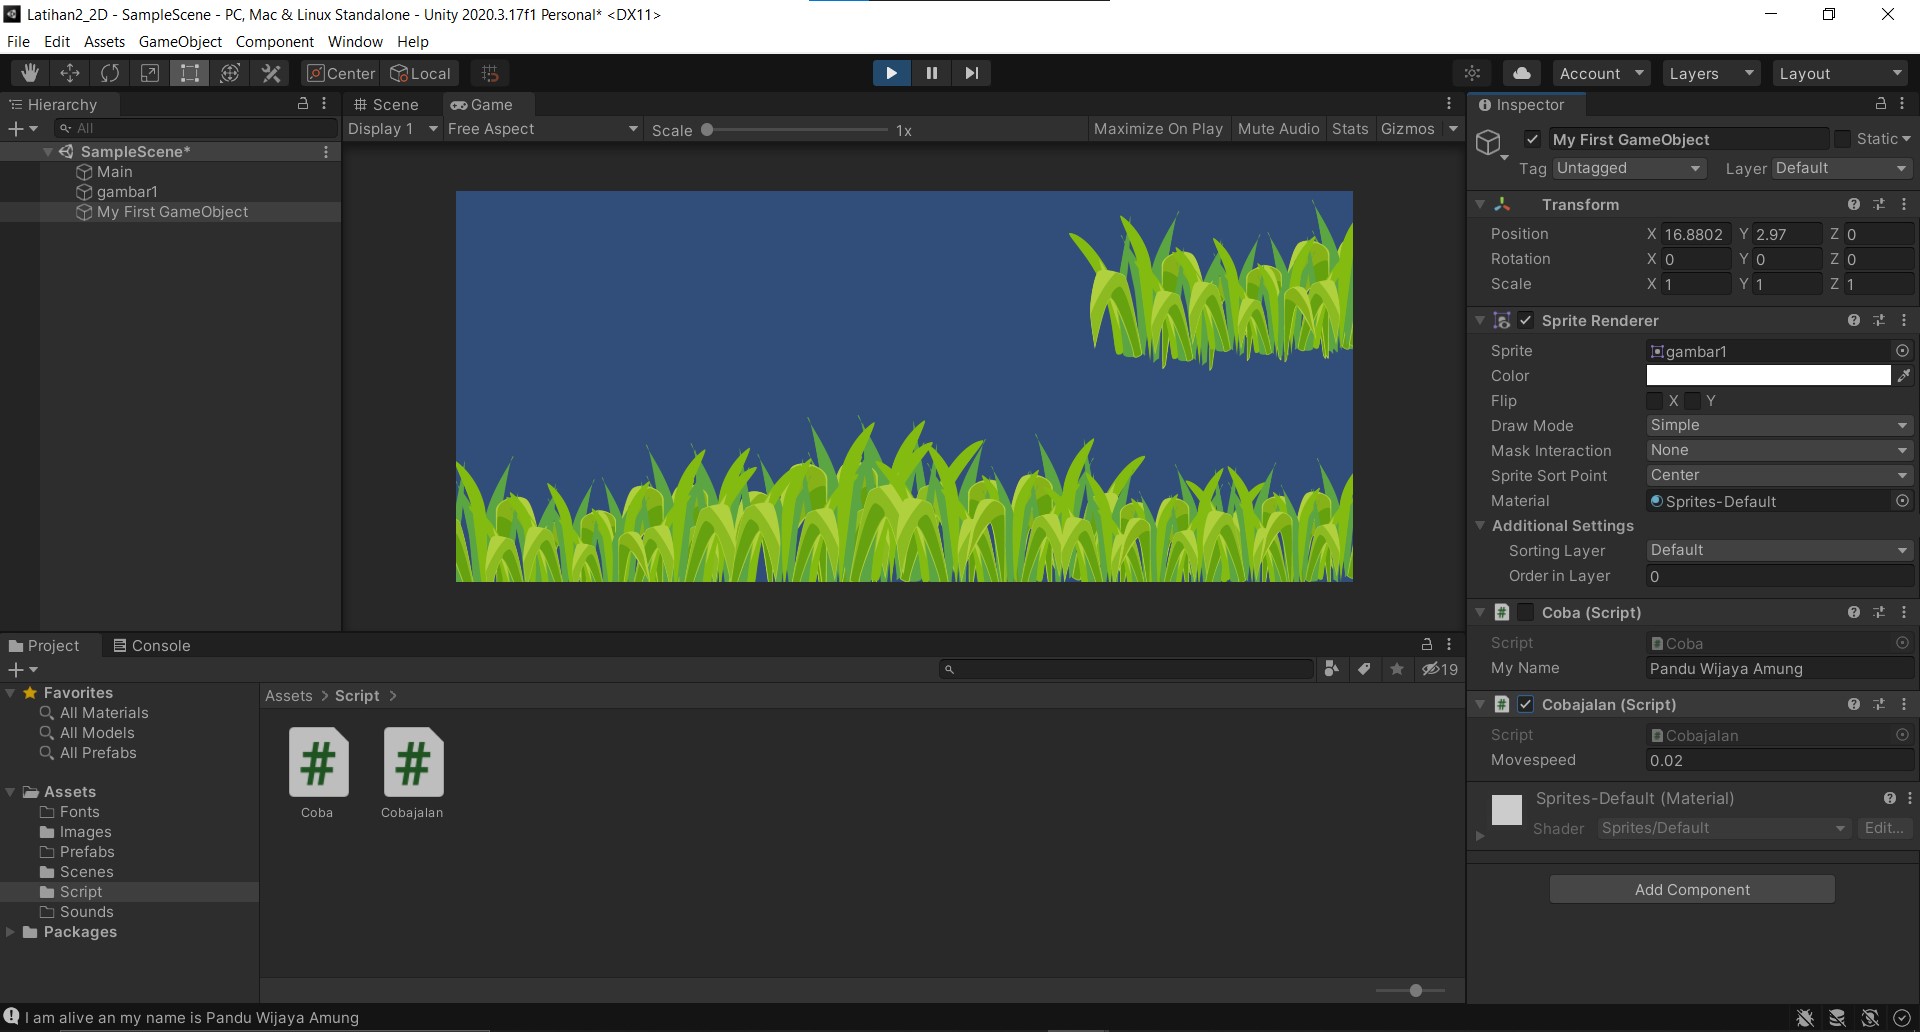 Latihan2_2D - SampleScene - PC, Mac & Linux Standalone - Unity 2020.3.17f1 Personal* <DX11>
File Edit Assets GameObject Component Window Help
Center Local Account Layers Layout
Hierarchy
All
SampleScene*
Main
gambar1
My First GameObject
Scene Game
Display 1 Free Aspect Scale 1x Maximize On Play Mute Audio Stats Gizmos
Inspector
My First GameObject Static
Tag Untagged Layer Default
Transform
Position X 16.8802 Y 2.97 Z 0
Rotation X 0 Y 0 Z 0
Scale X 1 Y 1 Z 1
Sprite Renderer
Sprite gambar1
Color
Flip X Y
Draw Mode Simple
Mask Interaction None
Sprite Sort Point Center
Material Sprites-Default
Additional Settings
Sorting Layer Default
Order in Layer 0
# Coba (Script)
Script # Coba
My Name Pandu Wijaya Amung
# Cobajalan (Script)
Script # Cobajalan
Movespeed 0.02
Sprites-Default (Material)
Shader Sprites/Default Edit...
Add Component
Project Console
19
Favorites
All Materials
All Models
All Prefabs
Assets
Fonts
Images
Prefabs
Scenes
Script
Sounds
Packages
Assets > Script >
# #
Coba Cobajalan
I am alive an my name is Pandu Wijaya Amung